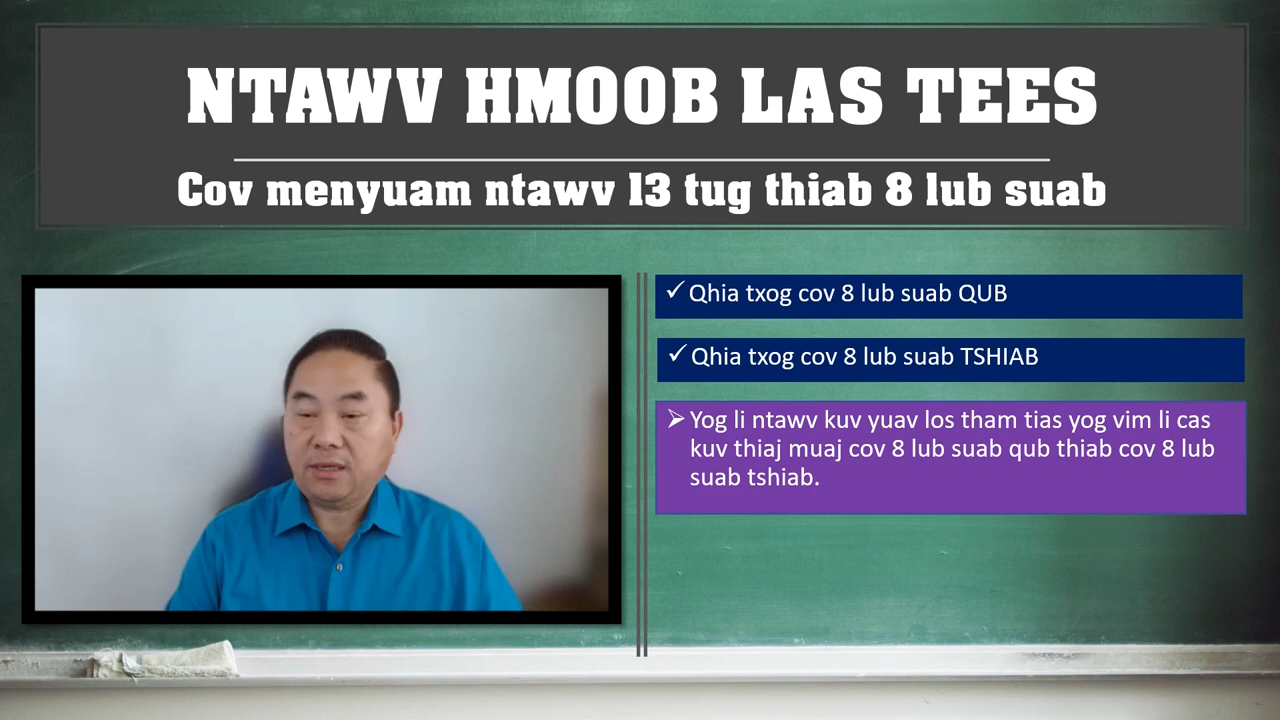 NTAWV HMOOB LAS TEES
Cov menyuam ntawv 13 tug thiab 8 lub suab
✓ Qhia txog cov 8 lub suab QUB
✓ Qhia txog cov 8 lub suab TSHIAB
➢ Yog li ntawv kuv yuav los tham tias yog vim li cas
kuv thiaj muaj cov 8 lub suab qub thiab cov 8 lub
suab tshiab.